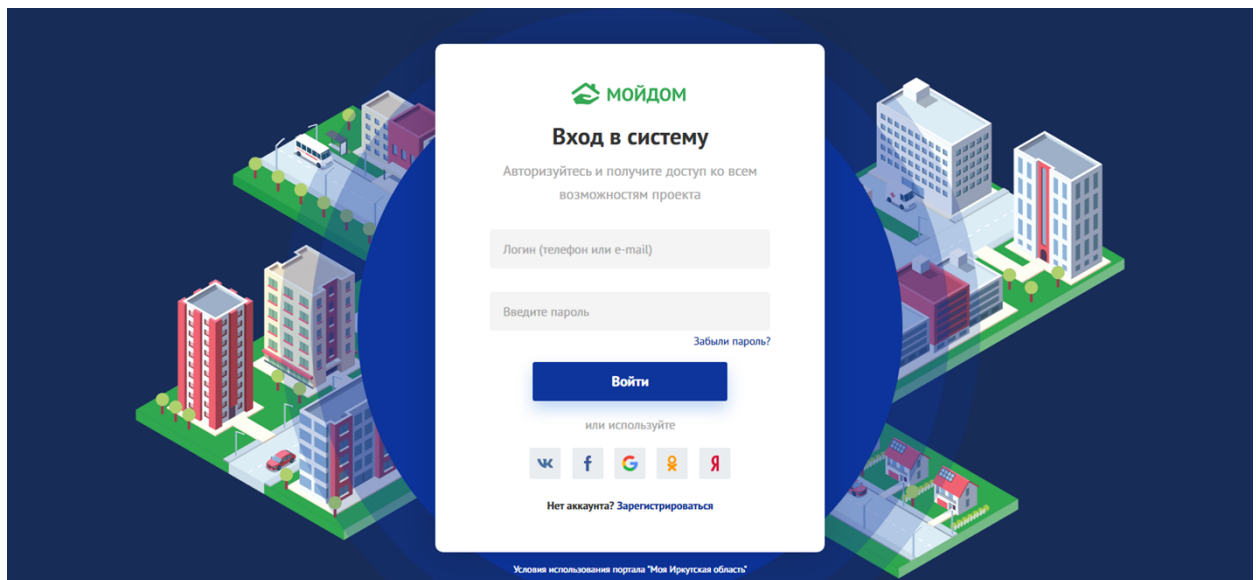 МОЙДОМ
Вход в систему
Авторизуйтесь и получите доступ ко всем
возможностям проекта
Логин (телефон или e-mail)
Введите пароль
Забыли пароль?
Войти
или используйте
Нет аккаунта? Зарегистрироваться
Условия использования портала "Моя Иркутская область"